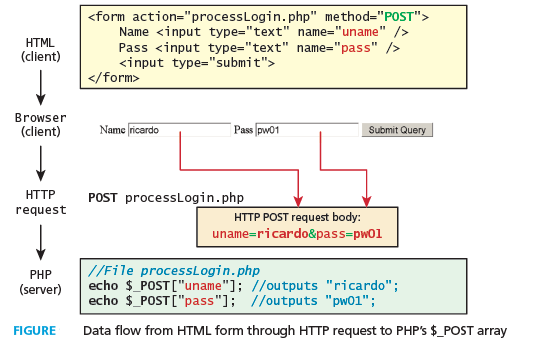 <form action="processLogin.php" method="POST">
Name <input type="text" name="uname" />
Pass <input type="text" name="pass" />
<input type="submit">
</form>
HTML
(client)
Browser
(client)
Name ricardo Pass pw01 Submit Query
HTTP
request
POST processLogin.php
HTTP POST request body:
uname=ricardo&pass=pw01
PHP
(server)
//File processLogin.php
echo $_POST["uname"]; //outputs "ricardo";
echo $_POST["pass"]; //outputs "pw01";
FIGURE Data flow from HTML form through HTTP request to PHP's $_POST array